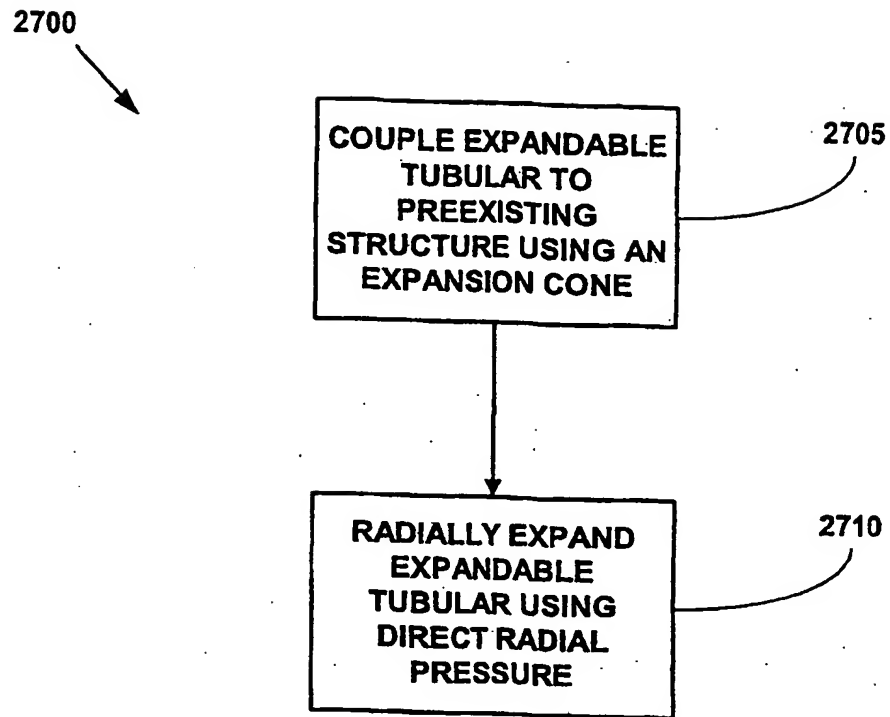 2700
COUPLE EXPANDABLE
TUBULAR TO
PREEXISTING
STRUCTURE USING AN
EXPANSION CONE
2705
RADIALLY EXPAND
EXPANDABLE
TUBULAR USING
DIRECT RADIAL
PRESSURE
2710